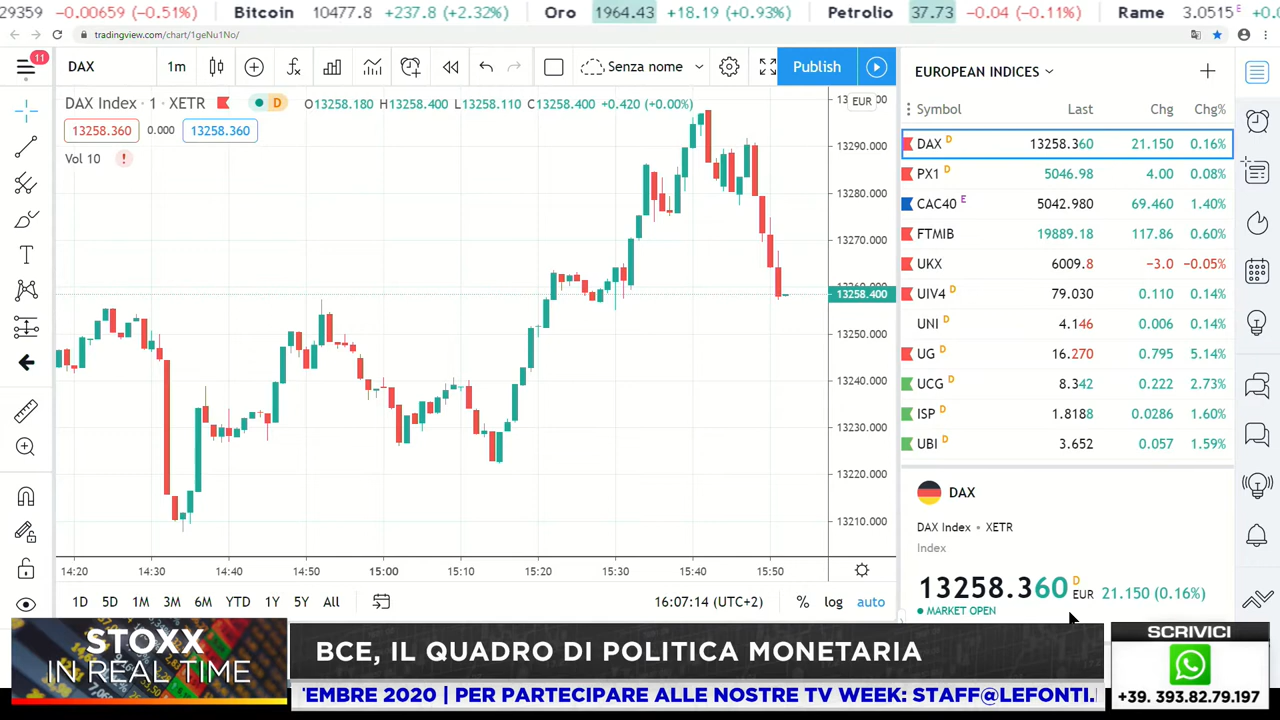 29359 −0.00659 (−0.51%) Bitcoin 10477.8 +237.8 (+2.32%) Oro 1964.43 +18.19 (+0.93%) Petrolio 37.73 −0.04 (−0.11%) Rame 3.0515 E
tradingview.com/chart/1geNu1No/
11 DAX 1m Senza nome Publish EUROPEAN INDICES
DAX Index · 1 · XETR D O13258.180 H13258.400 L13258.110 C13258.400 +0.420 (+0.00%) EUR
13258.360 0.000 13258.360
Vol 10 !
Symbol Last Chg Chg%
DAX D 13258.360 21.150 0.16%
PX1 D 5046.98 4.00 0.08%
CAC40 E 5042.980 69.460 1.40%
FTMIB 19889.18 117.86 0.60%
UKX 6009.8 −3.0 −0.05%
UIV4 D 79.030 0.110 0.14%
UNI D 4.146 0.006 0.14%
UG D 16.270 0.795 5.14%
UCG D 8.342 0.222 2.73%
ISP D 1.8188 0.0286 1.60%
UBI D 3.652 0.057 1.59%
13290.000
13280.000
13270.000
13258.400
13250.000
13240.000
13230.000
13220.000
13210.000
14:20 14:30 14:40 14:50 15:00 15:10 15:20 15:30 15:40 15:50
1D 5D 1M 3M 6M YTD 1Y 5Y All 16:07:14 (UTC+2) % log auto
DAX
DAX Index • XETR
Index
13258.360 D EUR 21.150 (0.16%)
MARKET OPEN
STOXX
IN REAL TIME
BCE, IL QUADRO DI POLITICA MONETARIA
EMBRE 2020 | PER PARTECIPARE ALLE NOSTRE TV WEEK: STAFF@LEFONTI.
SCRIVICI
+39. 393.82.79.197